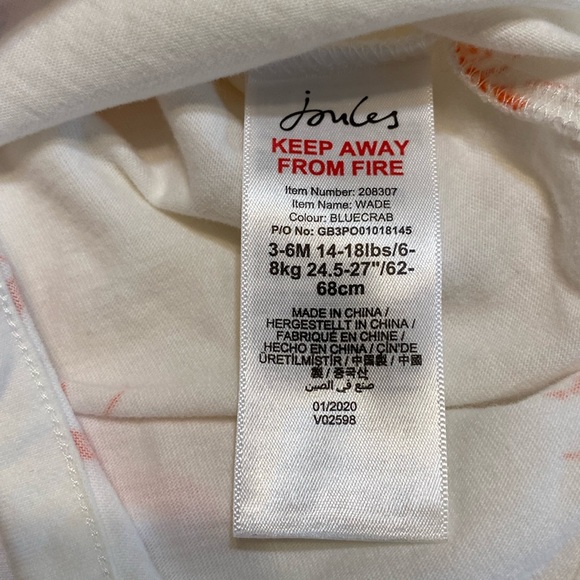 Joules
KEEP AWAY
FROM FIRE
Item Number: 208307
Item Name: WADE
Colour: BLUECRAB
P/O No: GB3PO01018145
3-6M 14-18lbs/6-
8kg 24.5-27"/62-
68cm
MADE IN CHINA /
HERGESTELLT IN CHINA /
FABRIQUÉ EN CHINE /
HECHO EN CHINA / ÇİN'DE
ÜRETİLMİŞTİR / 中国製 / 中國
製 / 중국산
صنع في الصين
01/2020
V02598